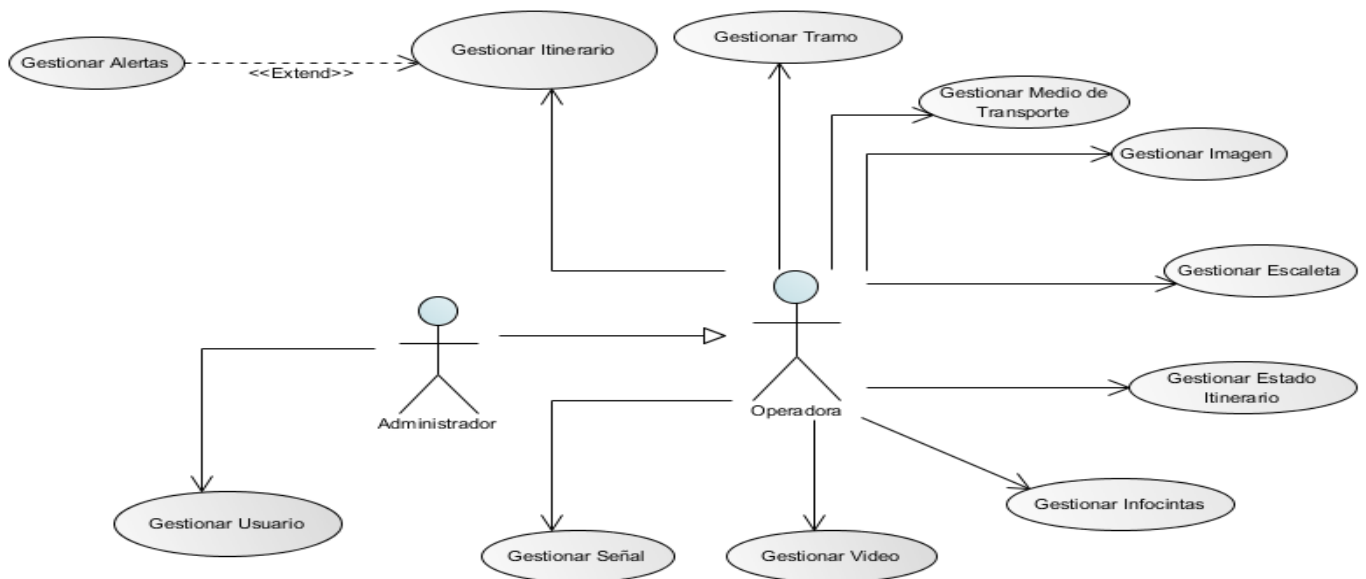 Gestionar Alertas
<<Extend>>
Gestionar Itinerario
Gestionar Tramo
Gestionar Medio de
Transporte
Gestionar Imagen
Gestionar Escaleta
Gestionar Estado
Itinerario
Gestionar Infocintas
Operadora
Administrador
Gestionar Usuario
Gestionar Señal
Gestionar Video